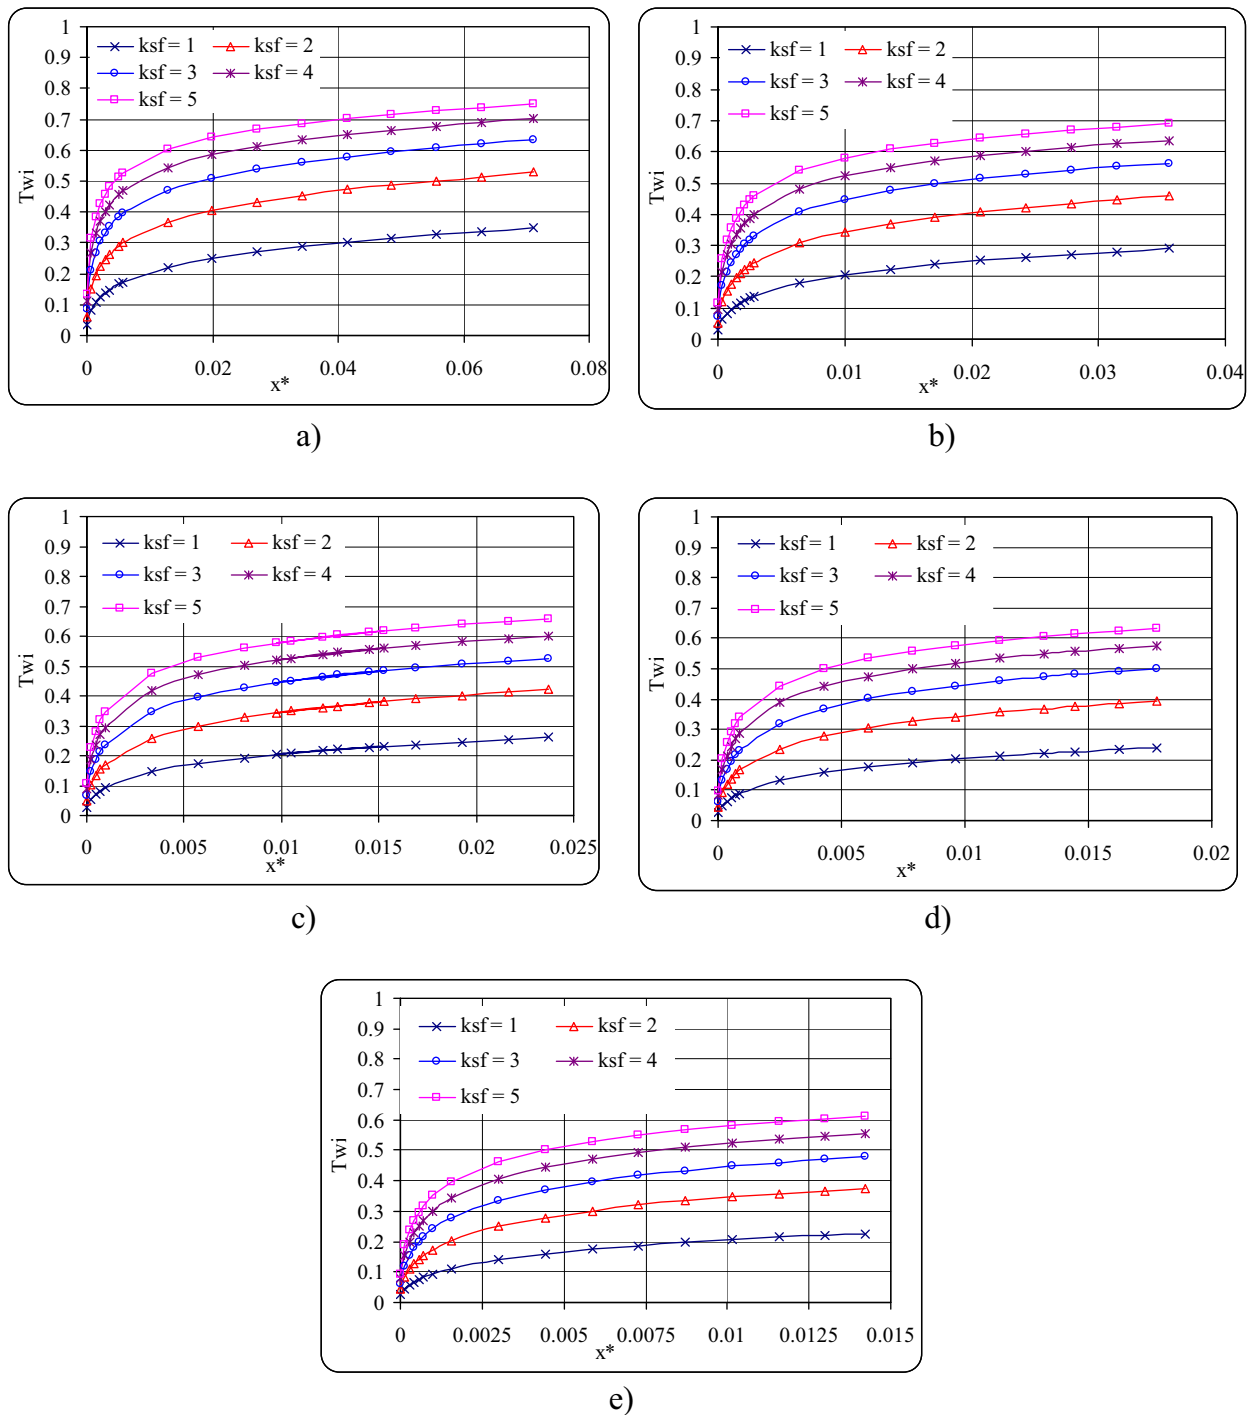 1
0.9
0.8
0.7
0.6
0.5
0.4
0.3
0.2
0.1
0
Twi
ksf = 1 ksf = 2
ksf = 3 ksf = 4
ksf = 5
0 0.02 0.04 0.06 0.08
x*
a)
1
0.9
0.8
0.7
0.6
0.5
0.4
0.3
0.2
0.1
0
Twi
ksf = 1 ksf = 2
ksf = 3 ksf = 4
ksf = 5
0 0.01 0.02 0.03 0.04
x*
b)
1
0.9
0.8
0.7
0.6
0.5
0.4
0.3
0.2
0.1
0
Twi
ksf = 1 ksf = 2
ksf = 3 ksf = 4
ksf = 5
0 0.005 0.01 0.015 0.02 0.025
x*
c)
1
0.9
0.8
0.7
0.6
0.5
0.4
0.3
0.2
0.1
0
Twi
ksf = 1 ksf = 2
ksf = 3 ksf = 4
ksf = 5
0 0.005 0.01 0.015 0.02
x*
d)
1
0.9
0.8
0.7
0.6
0.5
0.4
0.3
0.2
0.1
0
Twi
ksf = 1 ksf = 2
ksf = 3 ksf = 4
ksf = 5
0 0.0025 0.005 0.0075 0.01 0.0125 0.015
x*
e)